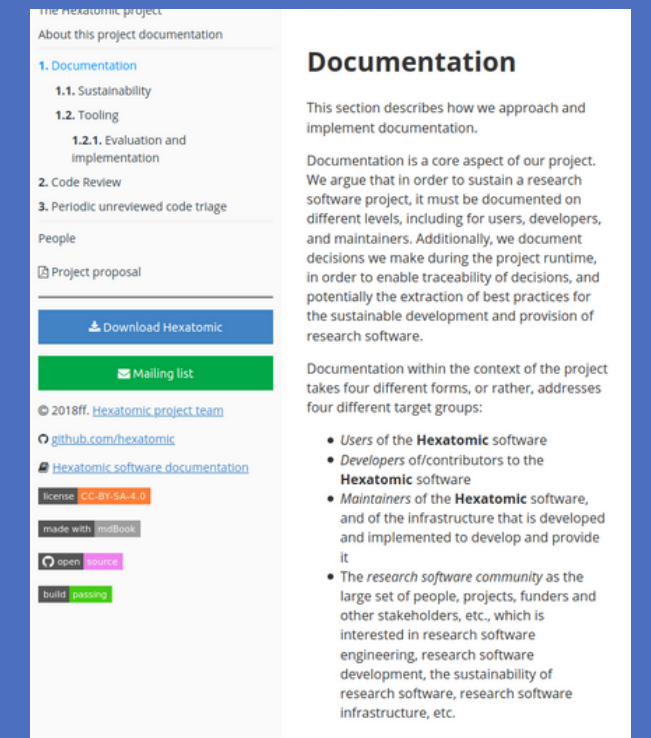 The Hexatomic project
About this project documentation
1. Documentation
1.1. Sustainability
1.2. Tooling
1.2.1. Evaluation and
implementation
2. Code Review
3. Periodic unreviewed code triage
People
Project proposal
Download Hexatomic
Mailing list
© 2018ff. Hexatomic project team
github.com/hexatomic
Hexatomic software documentation
license CC-BY-SA-4.0
made with mdBook
open source
build passing
Documentation
This section describes how we approach and
implement documentation.
Documentation is a core aspect of our project.
We argue that in order to sustain a research
software project, it must be documented on
different levels, including for users, developers,
and maintainers. Additionally, we document
decisions we make during the project runtime,
in order to enable traceability of decisions, and
potentially the extraction of best practices for
the sustainable development and provision of
research software.
Documentation within the context of the project
takes four different forms, or rather, addresses
four different target groups:
• Users of the Hexatomic software
• Developers of/contributors to the
Hexatomic software
• Maintainers of the Hexatomic software,
and of the infrastructure that is developed
and implemented to develop and provide
it
• The research software community as the
large set of people, projects, funders and
other stakeholders, etc., which is
interested in research software
engineering, research software
development, the sustainability of
research software, research software
infrastructure, etc.